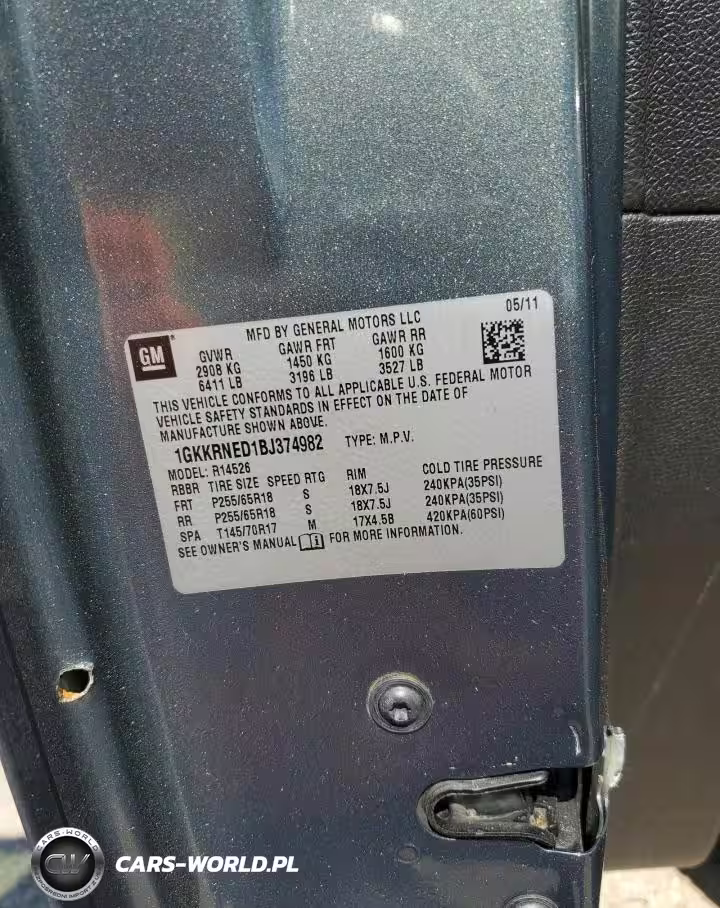 05/11
MFD BY GENERAL MOTORS LLC
GM
GVWR GAWR FRT GAWR RR
2908 KG 1450 KG 1600 KG
6411 LB 3196 LB 3527 LB
THIS VEHICLE CONFORMS TO ALL APPLICABLE U.S. FEDERAL MOTOR
VEHICLE SAFETY STANDARDS IN EFFECT ON THE DATE OF
MANUFACTURE SHOWN ABOVE.
1GKKRNED1BJ374982 TYPE: M.P.V.
MODEL: R14526
RBBR TIRE SIZE SPEED RTG RIM COLD TIRE PRESSURE
FRT P255/65R18 S 18X7.5J 240KPA(35PSI)
RR P255/65R18 S 18X7.5J 240KPA(35PSI)
SPA T145/70R17 M 17X4.5B 420KPA(60PSI)
SEE OWNER'S MANUAL FOR MORE INFORMATION.
CARS-WORLD
CW
CARS-WORLD.PL